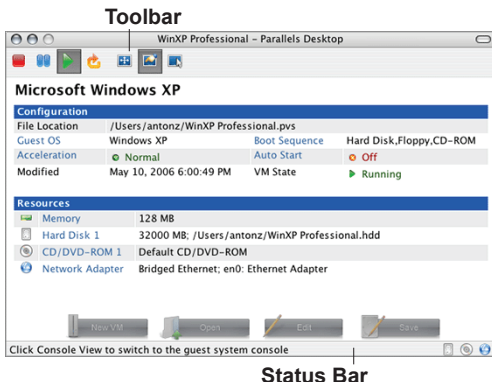 Toolbar
WinXP Professional – Parallels Desktop
Microsoft Windows XP
Configuration
File Location /Users/antonz/WinXP Professional.pvs
Guest OS Windows XP Boot Sequence Hard Disk,Floppy,CD-ROM
Acceleration Normal Auto Start Off
Modified May 10, 2006 6:00:49 PM VM State Running
Resources
Memory 128 MB
Hard Disk 1 32000 MB; /Users/antonz/WinXP Professional.hdd
CD/DVD-ROM 1 Default CD/DVD-ROM
Network Adapter Bridged Ethernet; en0: Ethernet Adapter
New VM Open Edit Save
Click Console View to switch to the guest system console
Status Bar